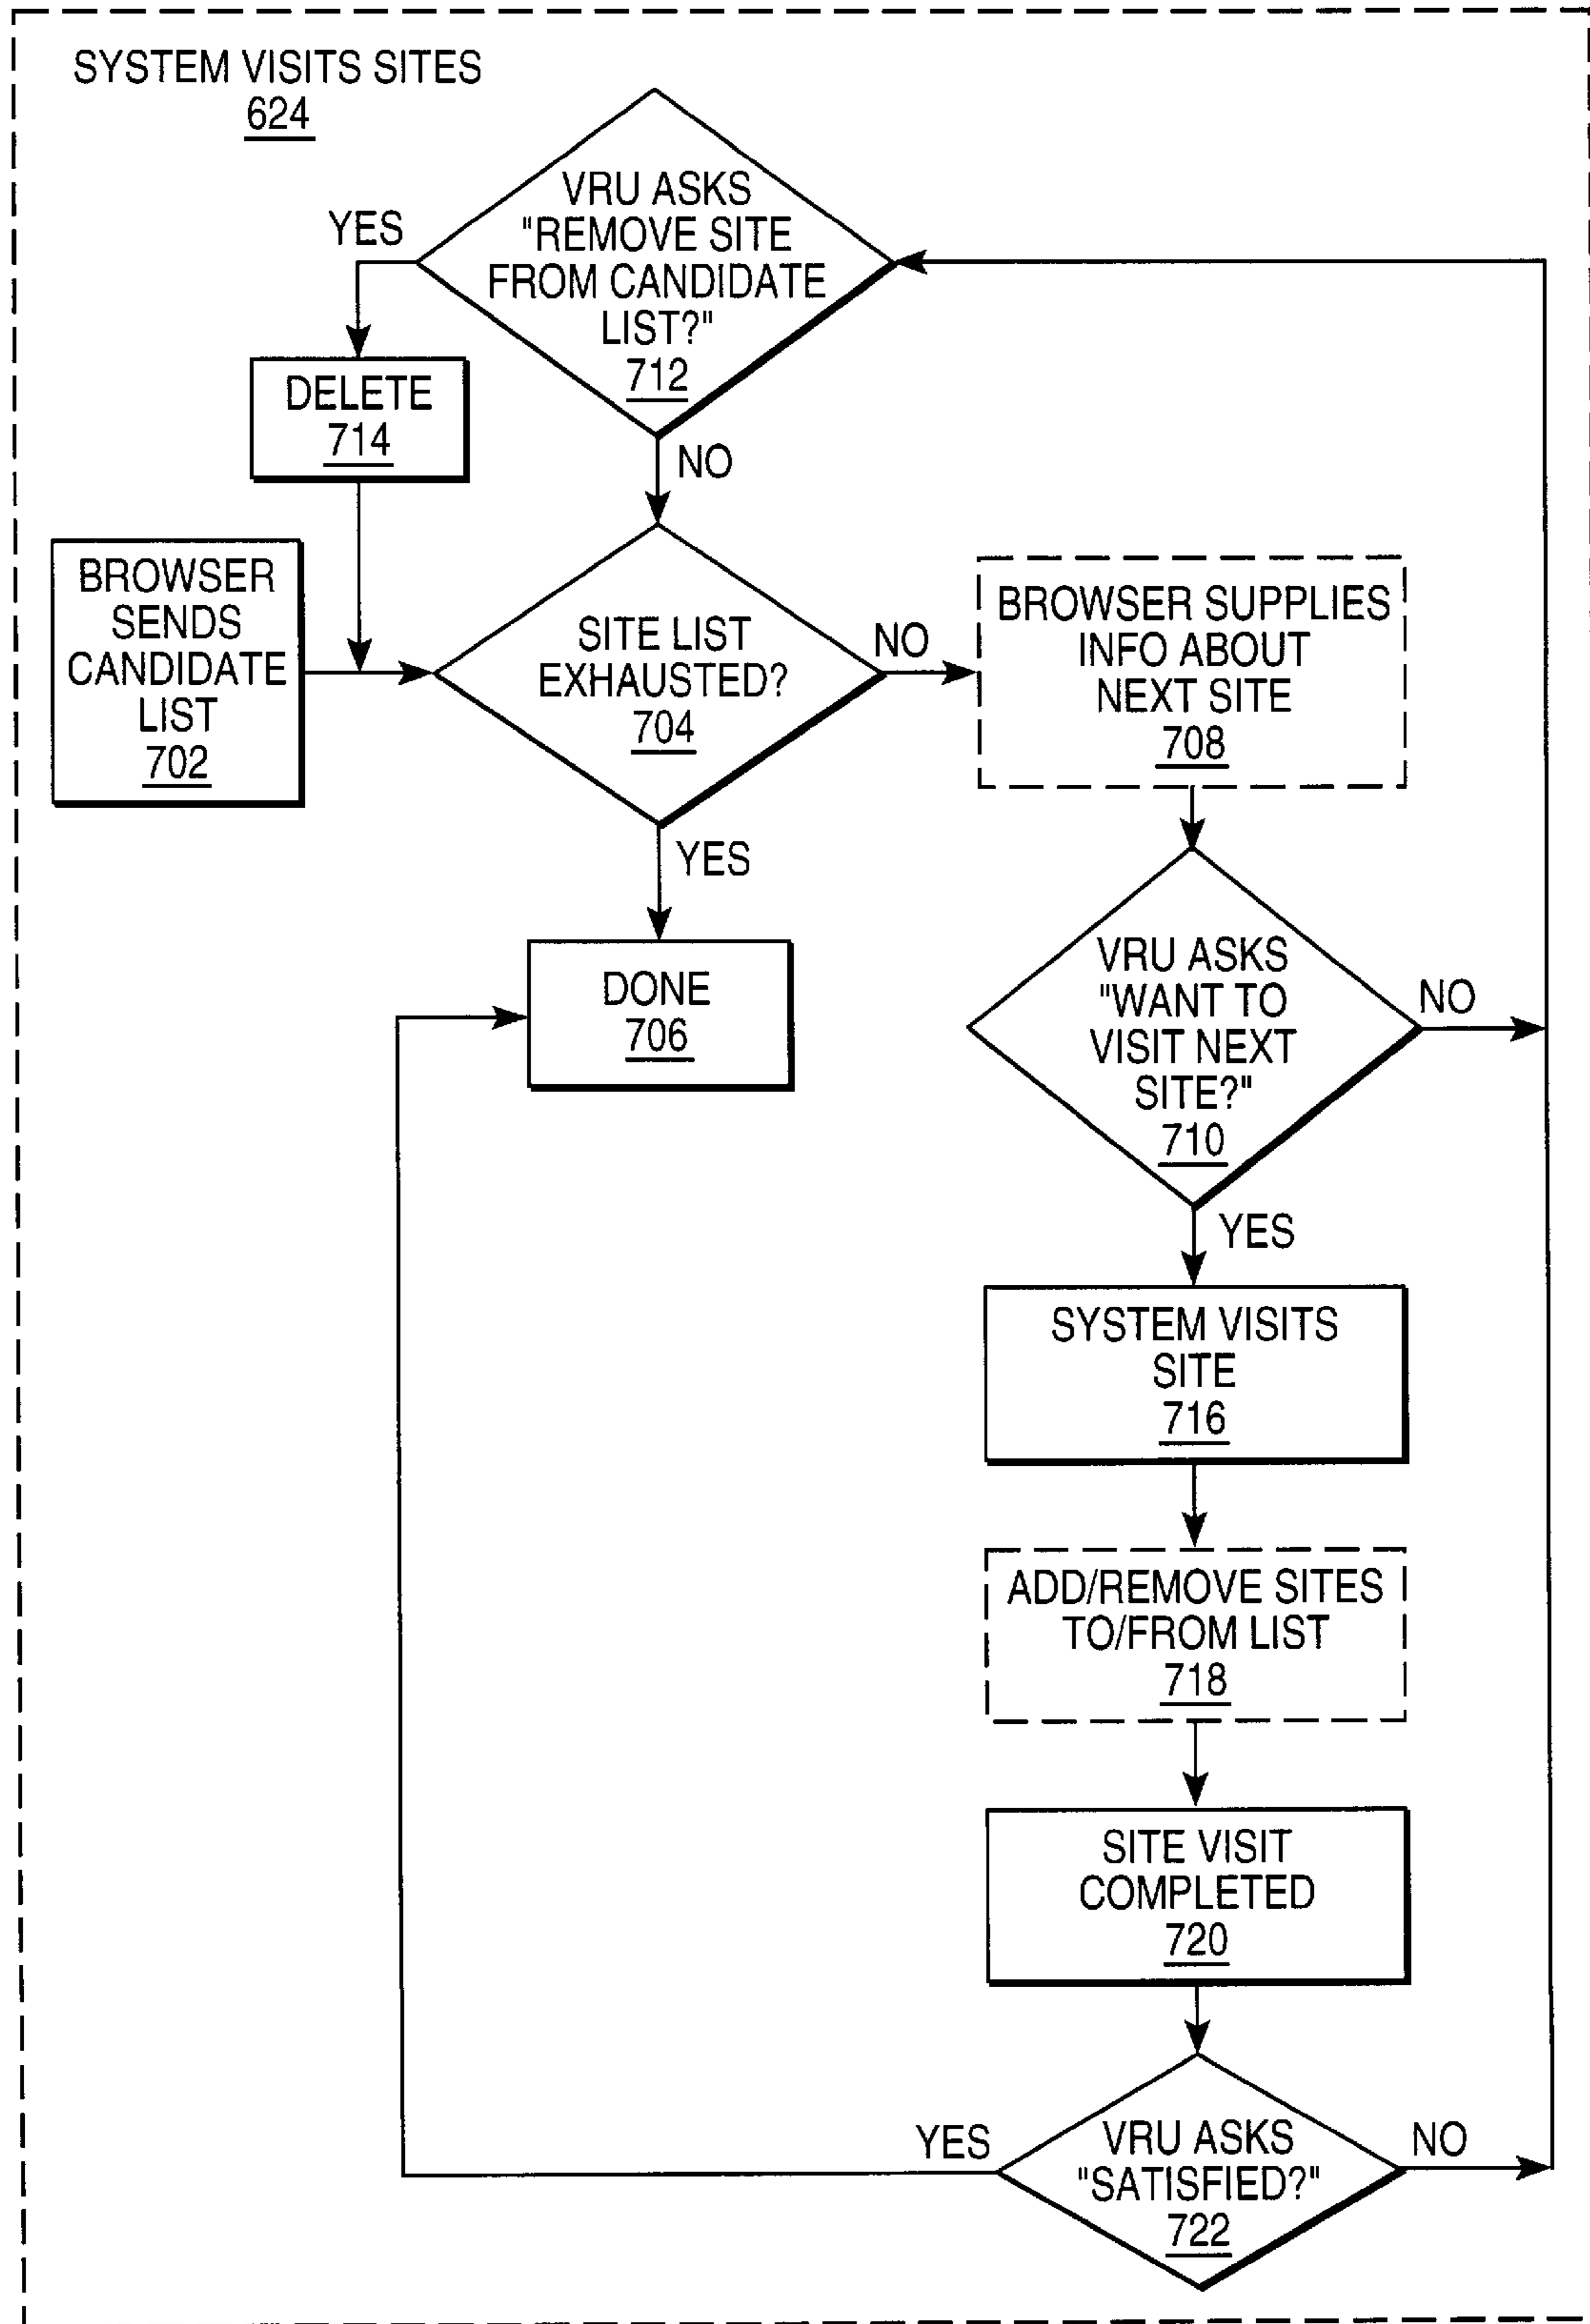 SYSTEM VISITS SITES
624
VRU ASKS
"REMOVE SITE
FROM CANDIDATE
LIST?"
712
YES
NO
DELETE
714
BROWSER
SENDS
CANDIDATE
LIST
702
SITE LIST
EXHAUSTED?
704
NO
YES
BROWSER SUPPLIES
INFO ABOUT
NEXT SITE
708
DONE
706
VRU ASKS
"WANT TO
VISIT NEXT
SITE?"
710
NO
YES
SYSTEM VISITS
SITE
716
ADD/REMOVE SITES
TO/FROM LIST
718
SITE VISIT
COMPLETED
720
YES
VRU ASKS
"SATISFIED?"
722
NO